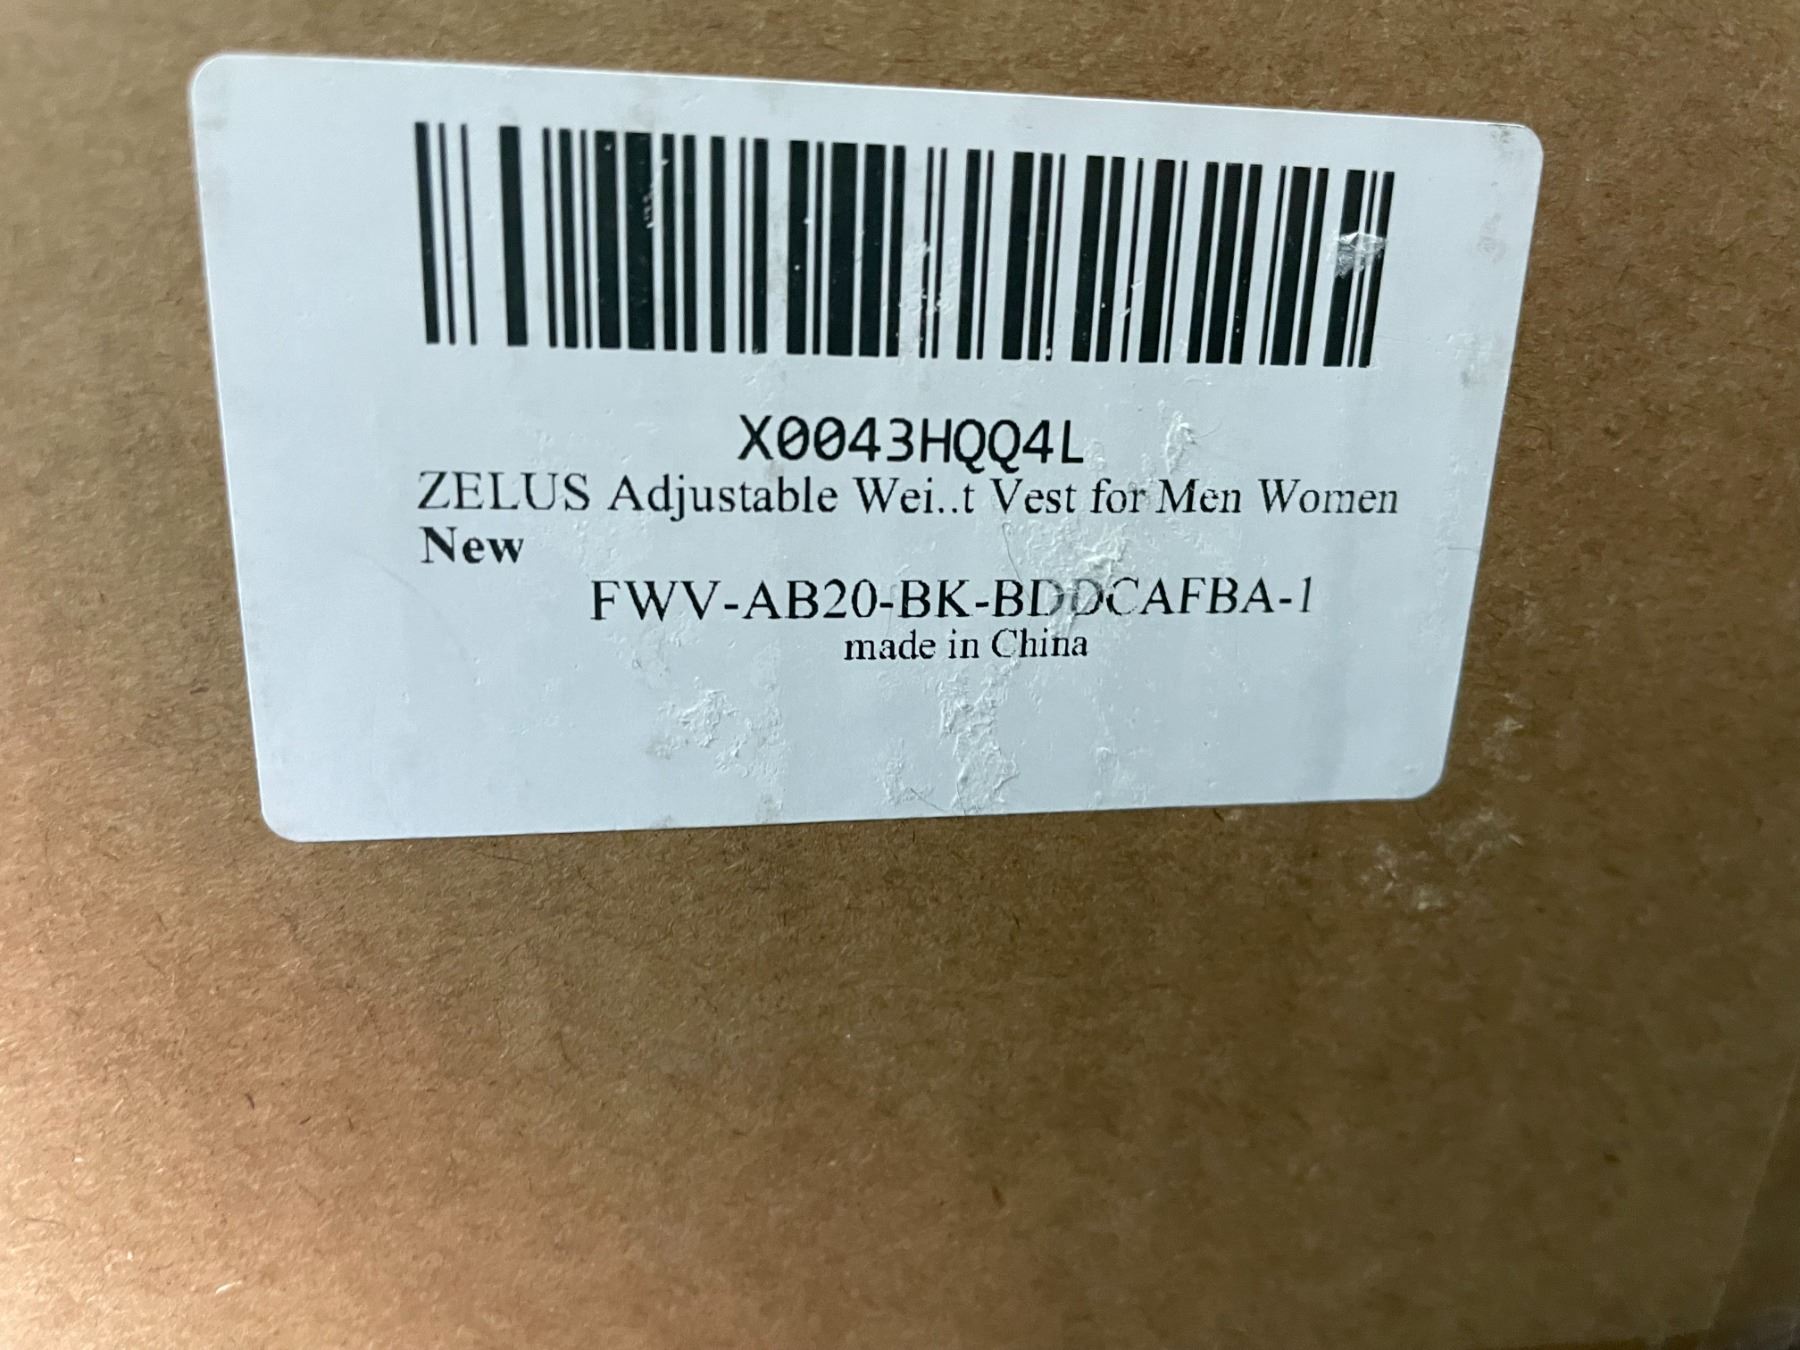 X0043HQQ4L
ZELUS Adjustable Wei..t Vest for Men Women
New
FWV-AB20-BK-BDDCAFBA-1
made in China